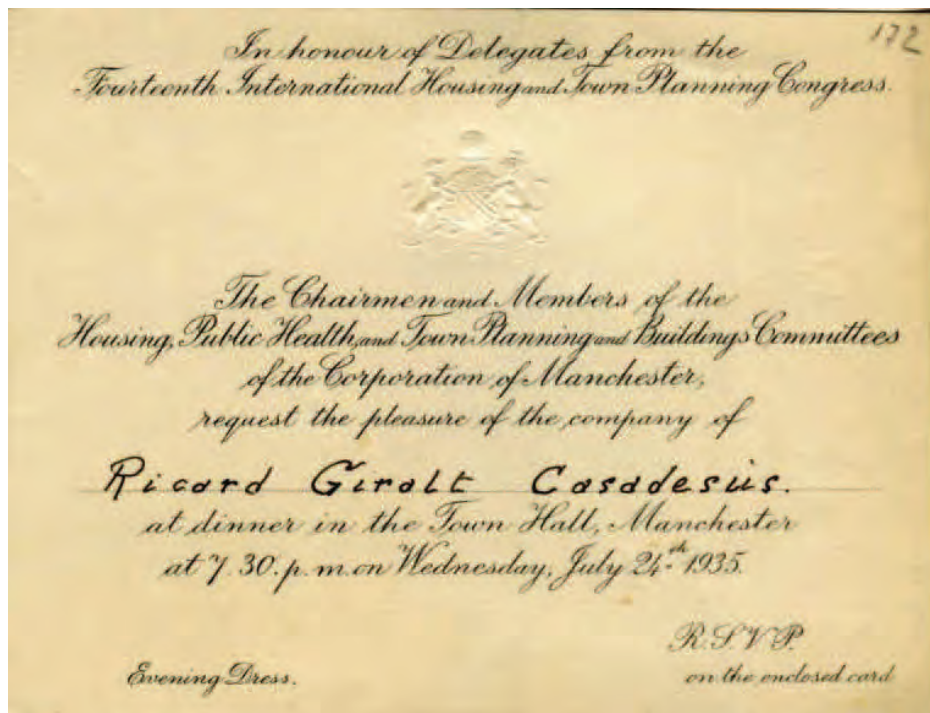 172
In honour of Delegates from the
Fourteenth International Housing and Town Planning Congress.
The Chairmen and Members of the
Housing, Public Health, and Town Planning and Buildings Committees
of the Corporation of Manchester,
request the pleasure of the company of
Ricard Giralt Casadesús.
at dinner in the Town Hall, Manchester
at 7.30.p.m. on Wednesday, July 24th 1935.
R.S.V.P.
Evening Dress.
on the enclosed card